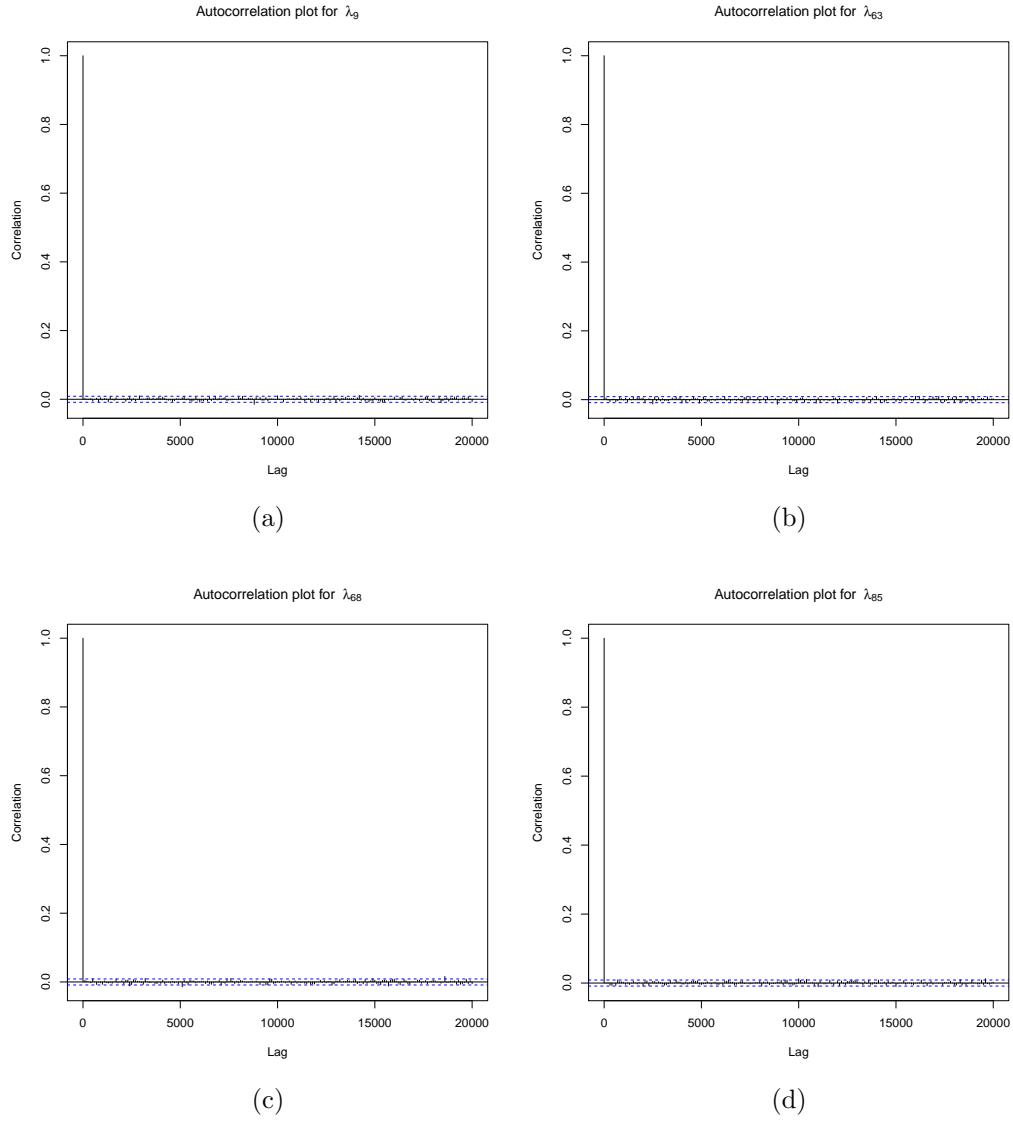 Autocorrelation plot for λ9
Correlation
1.0
0.8
0.6
0.4
0.2
0.0
0 5000 10000 15000 20000
Lag
(a)
Autocorrelation plot for λ63
Correlation
1.0
0.8
0.6
0.4
0.2
0.0
0 5000 10000 15000 20000
Lag
(b)
Autocorrelation plot for λ68
Correlation
1.0
0.8
0.6
0.4
0.2
0.0
0 5000 10000 15000 20000
Lag
(c)
Autocorrelation plot for λ85
Correlation
1.0
0.8
0.6
0.4
0.2
0.0
0 5000 10000 15000 20000
Lag
(d)